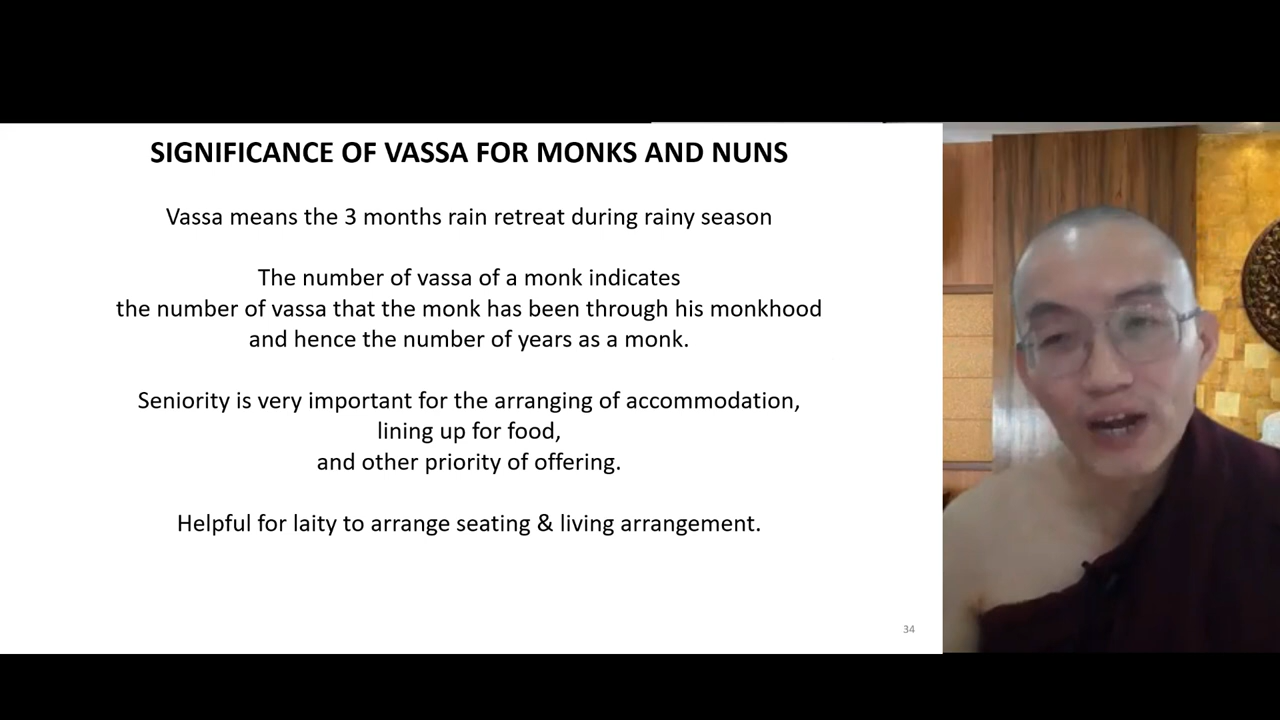 SIGNIFICANCE OF VASSA FOR MONKS AND NUNS
Vassa means the 3 months rain retreat during rainy season
The number of vassa of a monk indicates
the number of vassa that the monk has been through his monkhood
and hence the number of years as a monk.
Seniority is very important for the arranging of accommodation,
lining up for food,
and other priority of offering.
Helpful for laity to arrange seating & living arrangement.
34